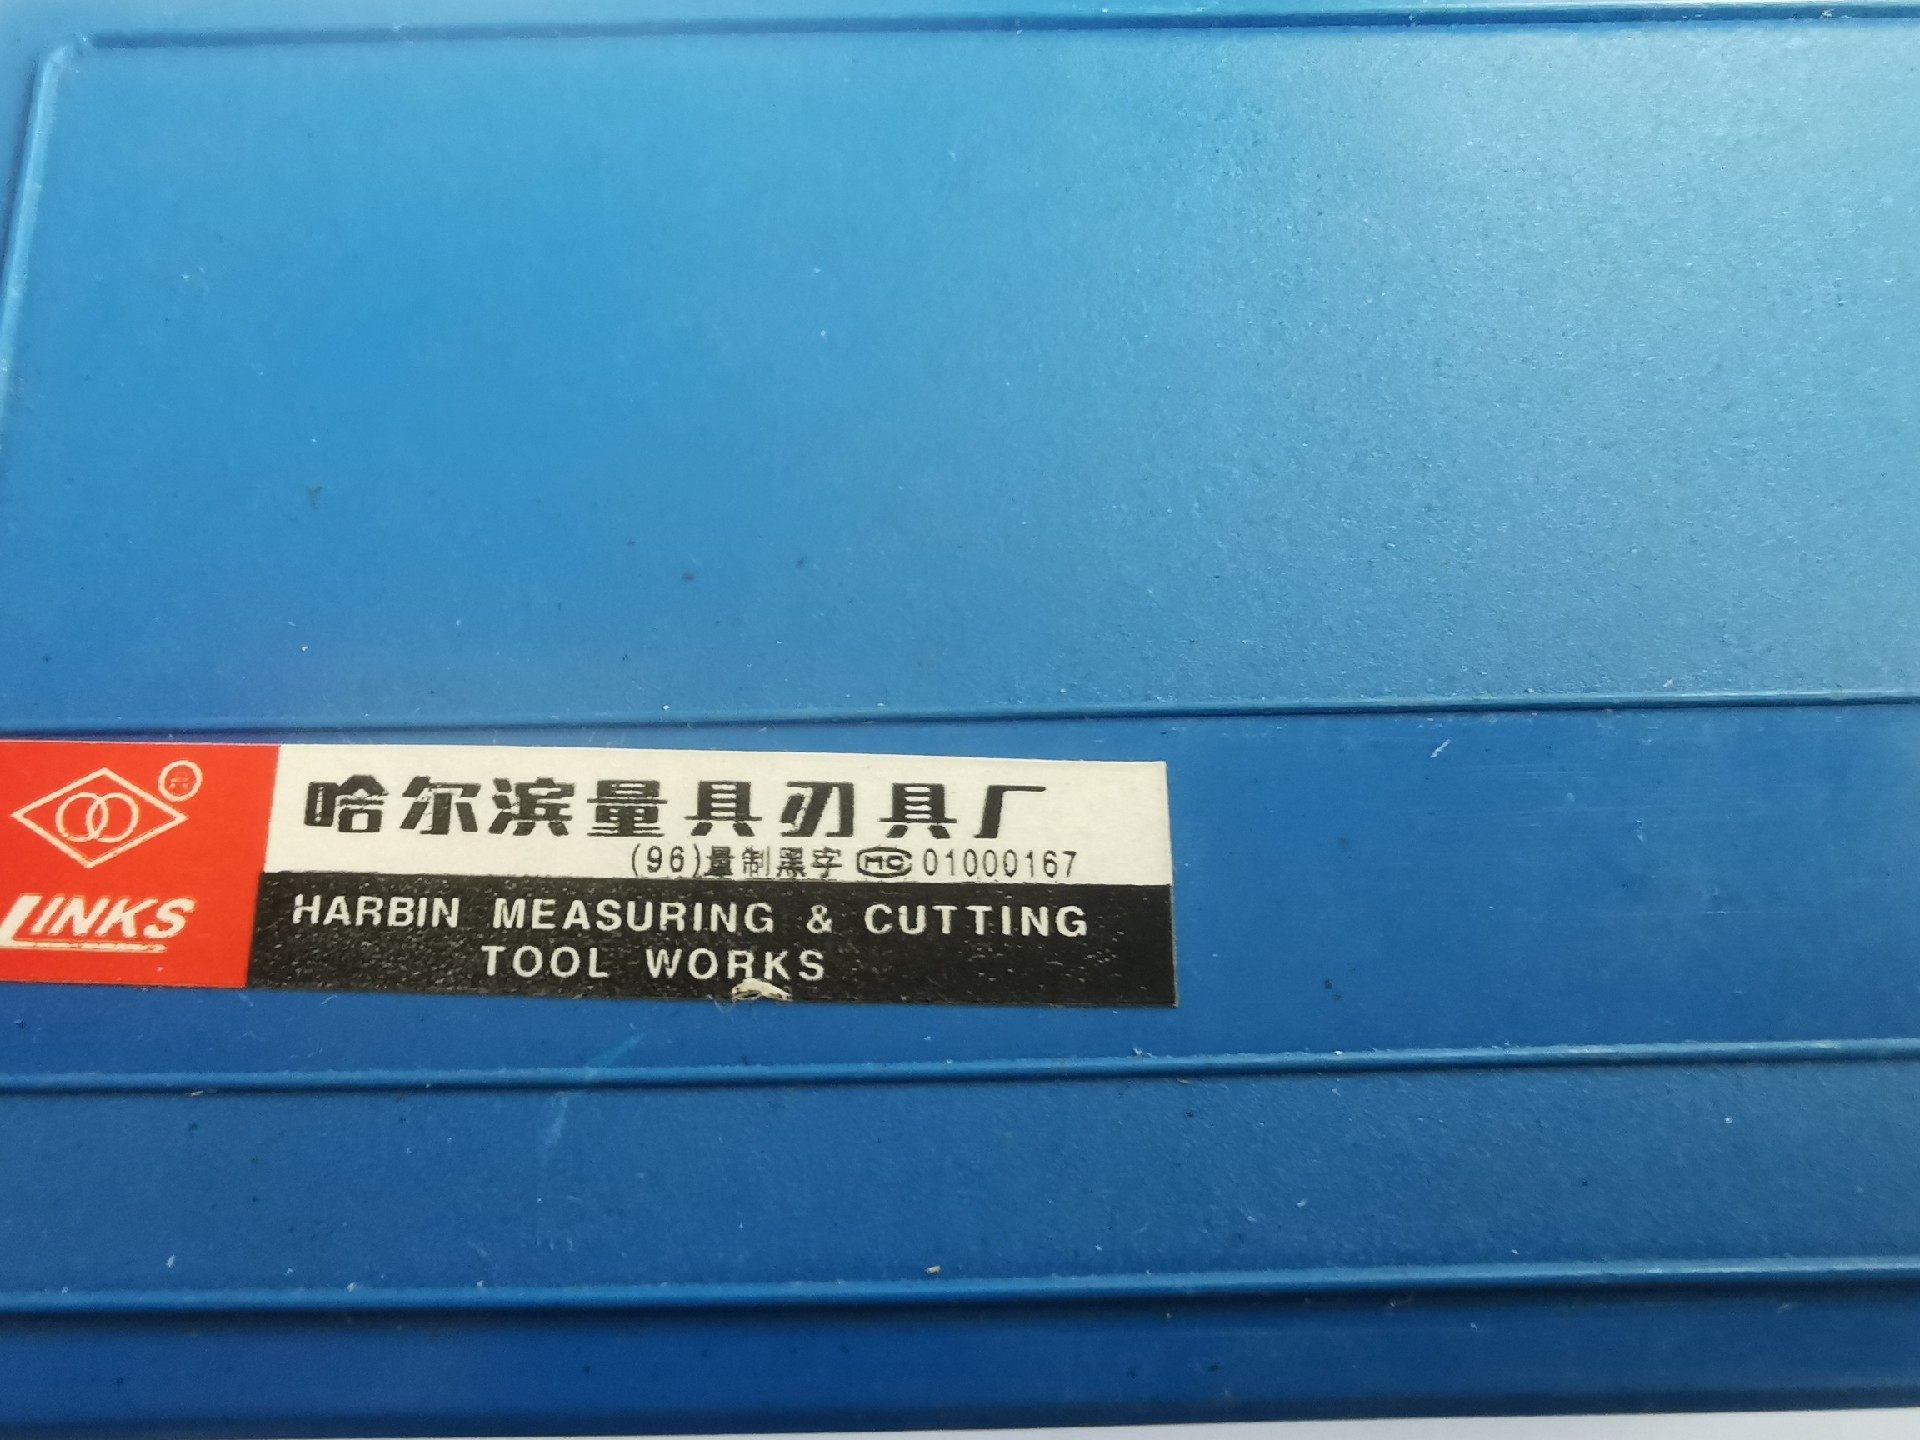 哈尔滨量具刃具厂
(96)量制黑字 MC 01000167
LINKS
HARBIN MEASURING & CUTTING
TOOL WORKS